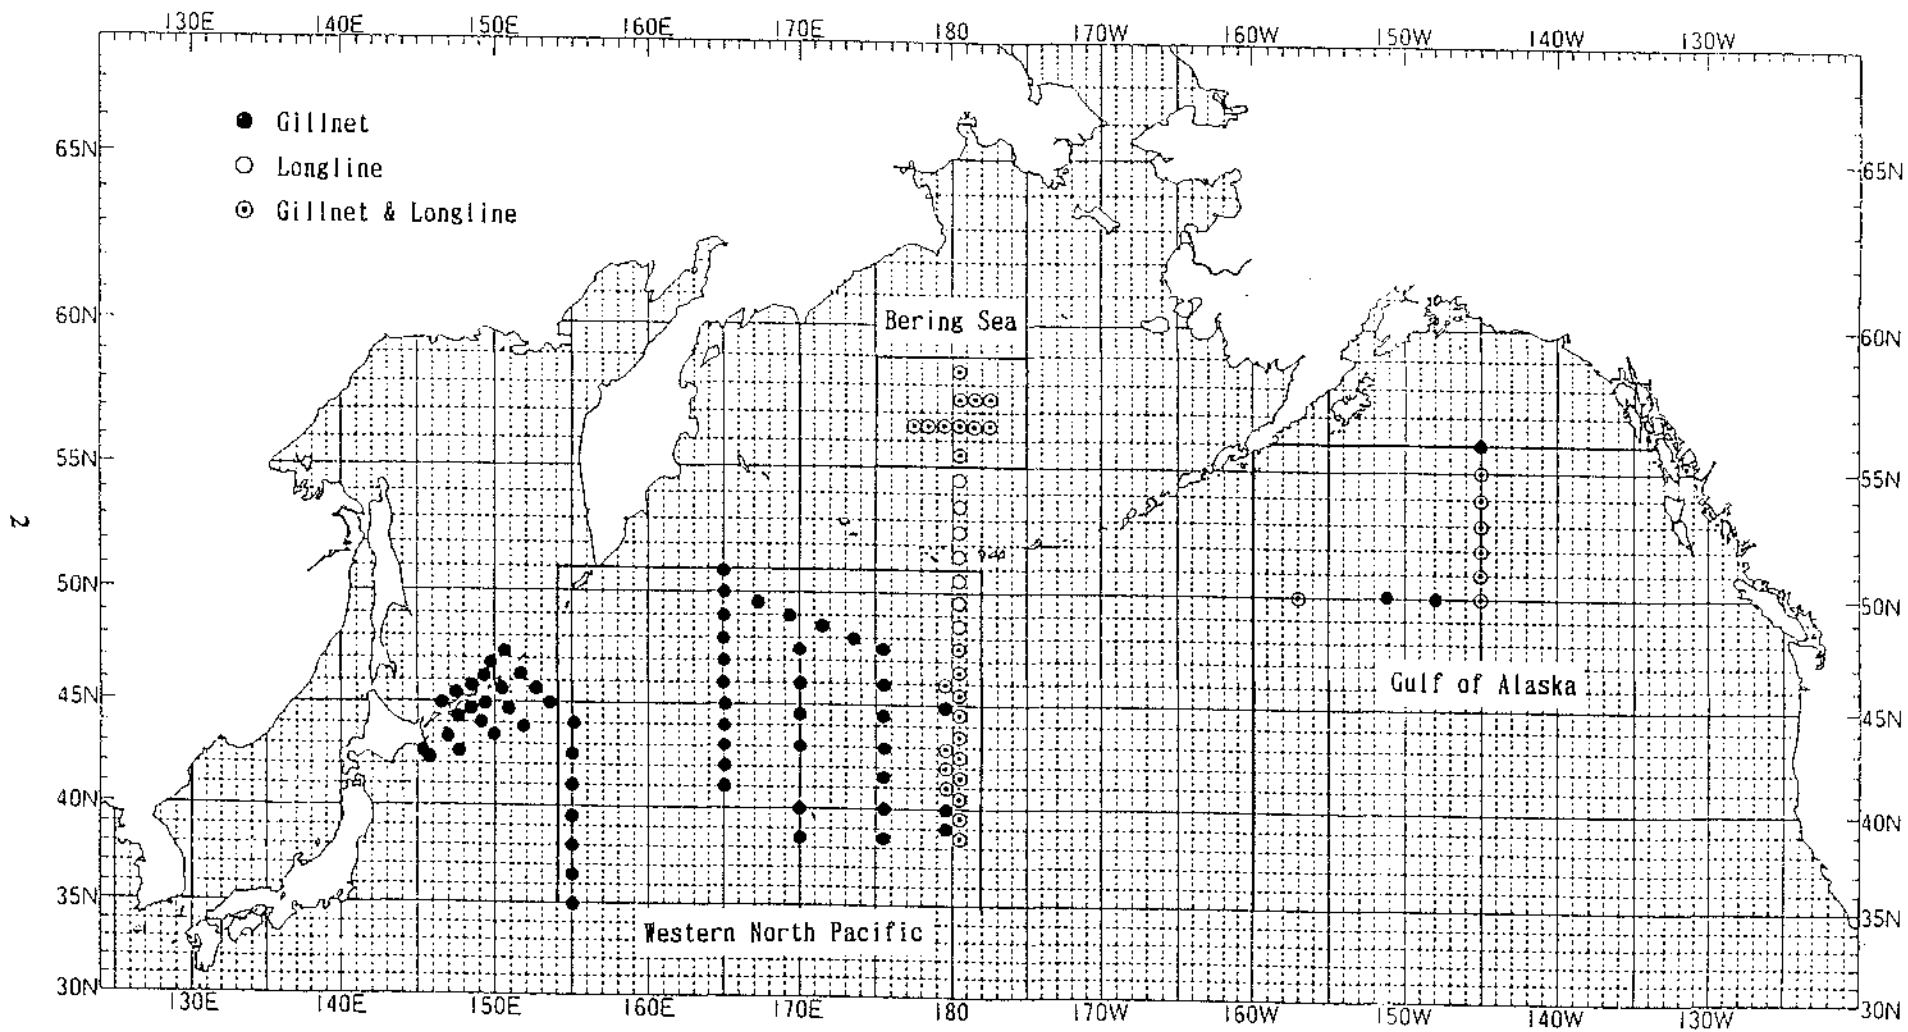 130E 140E 150E 160E 170E 180 170W 160W 150W 140W 130W
● Gillnet
○ Longline
⊙ Gillnet & Longline
65N 65N
60N 60N
Bering Sea
55N 55N
2
50N 50N
Gulf of Alaska
45N 45N
40N 40N
35N 35N
Western North Pacific
30N 30N
130E 140E 150E 160E 170E 180 170W 160W 150W 140W 130W